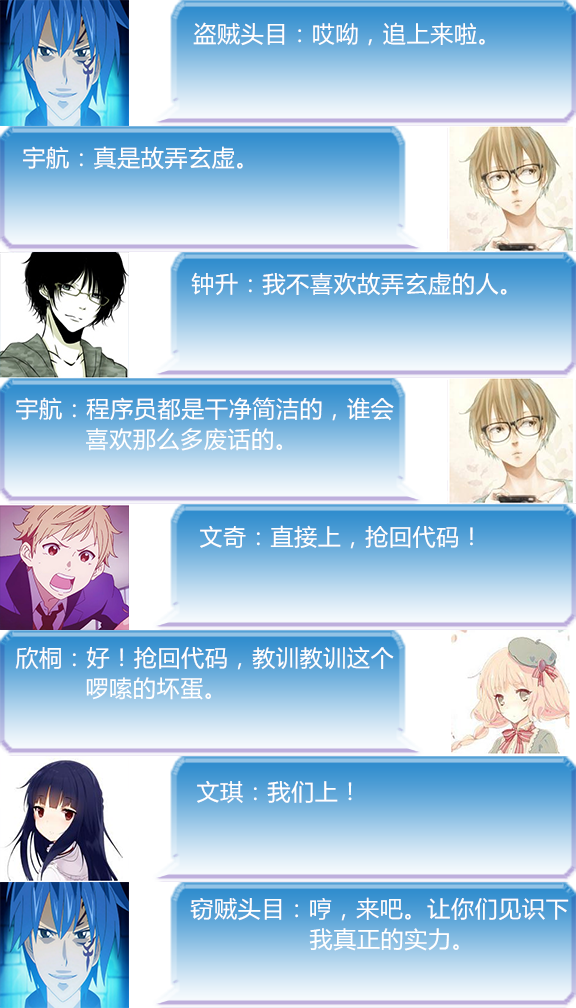 盗贼头目：哎呦，追上来啦。
宇航：真是故弄玄虚。
钟升：我不喜欢故弄玄虚的人。
宇航：程序员都是干净简洁的，谁会
喜欢那么多废话的。
文奇：直接上，抢回代码！
欣桐：好！抢回代码，教训教训这个
啰嗦的坏蛋。
文琪：我们上！
窃贼头目：哼，来吧。让你们见识下
我真正的实力。